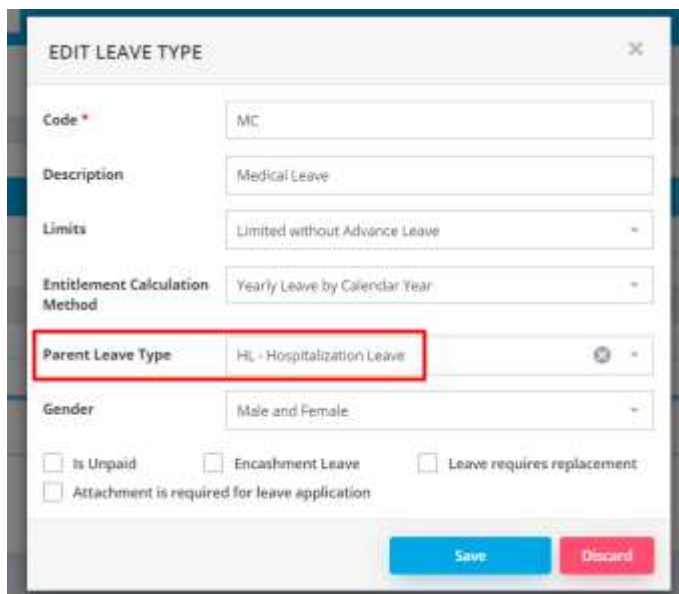 EDIT LEAVE TYPE ×
Code * MC
Description Medical Leave
Limits Limited without Advance Leave
Entitlement Calculation Yearly Leave by Calendar Year
Method
Parent Leave Type HL - Hospitalization Leave
Gender Male and Female
Is Unpaid Encashment Leave Leave requires replacement
Attachment is required for leave application
Save Discard